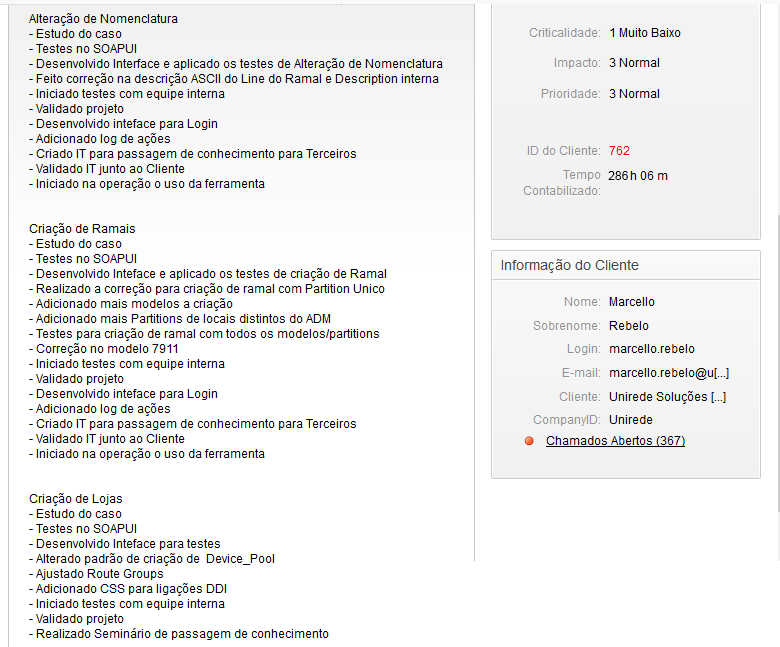 Alteração de Nomenclatura
- Estudo do caso
- Testes no SOAPUI
- Desenvolvido Interface e aplicado os testes de Alteração de Nomenclatura
- Feito correção na descrição ASCII do Line do Ramal e Description interna
- Iniciado testes com equipe interna
- Validado projeto
- Desenvolvido inteface para Login
- Adicionado log de ações
- Criado IT para passagem de conhecimento para Terceiros
- Validado IT junto ao Cliente
- Iniciado na operação o uso da ferramenta
Criação de Ramais
- Estudo do caso
- Testes no SOAPUI
- Desenvolvido Inteface e aplicado os testes de criação de Ramal
- Realizado a correção para criação de ramal com Partition Unico
- Adicionado mais modelos a criação
- Adicionado mais Partitions de locais distintos do ADM
- Testes para criação de ramal com todos os modelos/partitions
- Correção no modelo 7911
- Iniciado testes com equipe interna
- Validado projeto
- Desenvolvido inteface para Login
- Adicionado log de ações
- Criado IT para passagem de conhecimento para Terceiros
- Validado IT junto ao Cliente
- Iniciado na operação o uso da ferramenta
Criação de Lojas
- Estudo do caso
- Testes no SOAPUI
- Desenvolvido Inteface para testes
- Alterado padrão de criação de Device_Pool
- Ajustado Route Groups
- Adicionado CSS para ligações DDI
- Iniciado testes com equipe interna
- Validado projeto
- Realizado Seminário de passagem de conhecimento
Criticalidade: 1 Muito Baixo
Impacto: 3 Normal
Prioridade: 3 Normal
ID do Cliente: 762
Tempo 286h 06 m
Contabilizado:
Informação do Cliente
Nome: Marcello
Sobrenome: Rebelo
Login: marcello.rebelo
E-mail: marcello.rebelo@u[...]
Cliente: Unirede Soluções [...]
CompanyID: Unirede
Chamados Abertos (367)